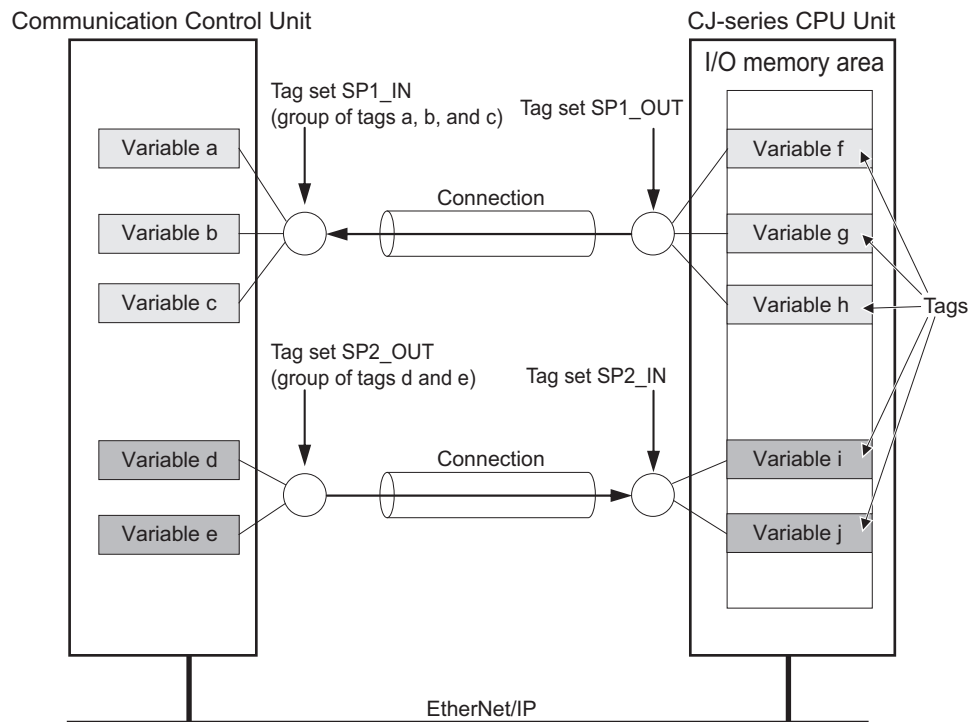 Communication Control Unit
CJ-series CPU Unit
I/O memory area
Tag set SP1_IN
(group of tags a, b, and c)
Tag set SP1_OUT
Variable a
Variable f
Connection
Variable b
Variable g
Variable c
Variable h
Tags
Tag set SP2_OUT
(group of tags d and e)
Tag set SP2_IN
Variable d
Connection
Variable i
Variable e
Variable j
EtherNet/IP